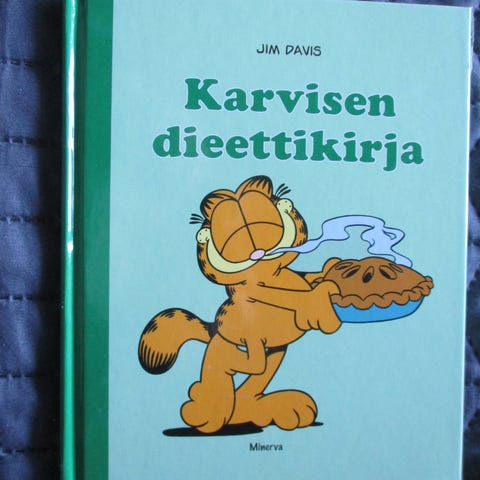 JIM DAVIS
Karvisen
dieettikirja
Minerva